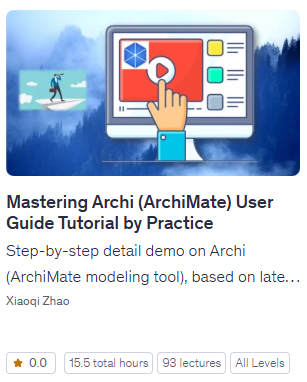 Mastering Archi (ArchiMate) User
Guide Tutorial by Practice
Step-by-step detail demo on Archi
(ArchiMate modeling tool), based on late...
Xiaoqi Zhao
0.0
15.5 total hours
93 lectures
All Levels